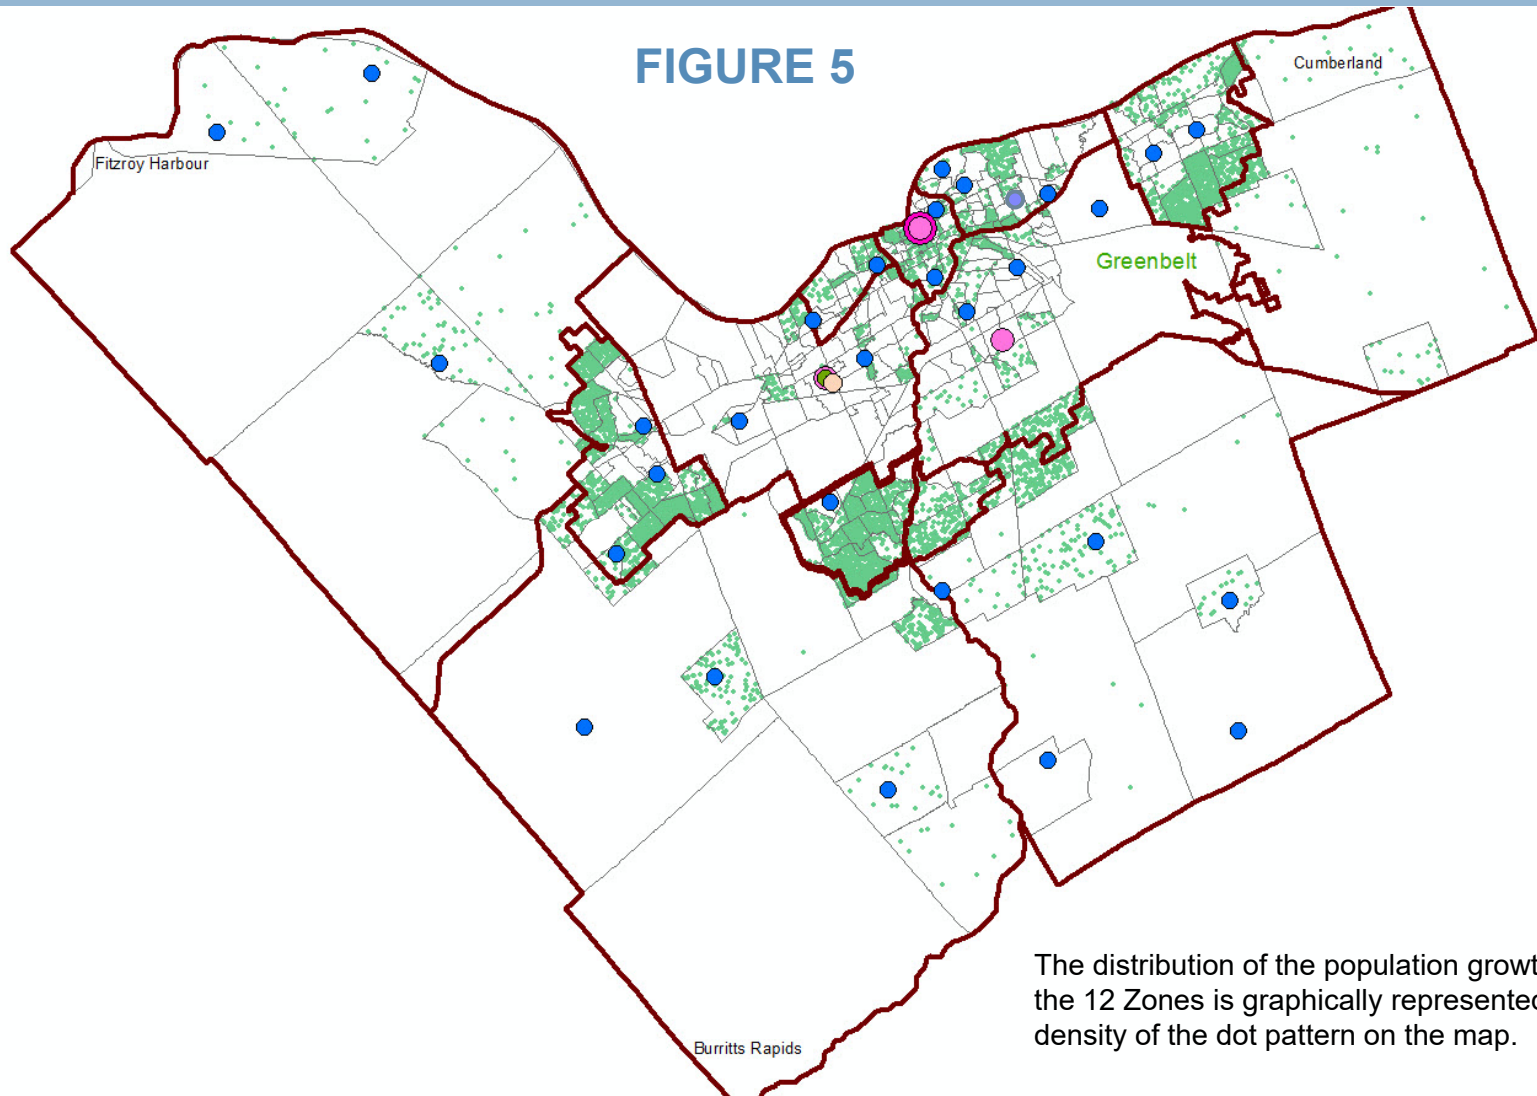 FIGURE 5
Cumberland
Fitzroy Harbour
Greenbelt
The distribution of the population growt
the 12 Zones is graphically represented
density of the dot pattern on the map.
Burritts Rapids